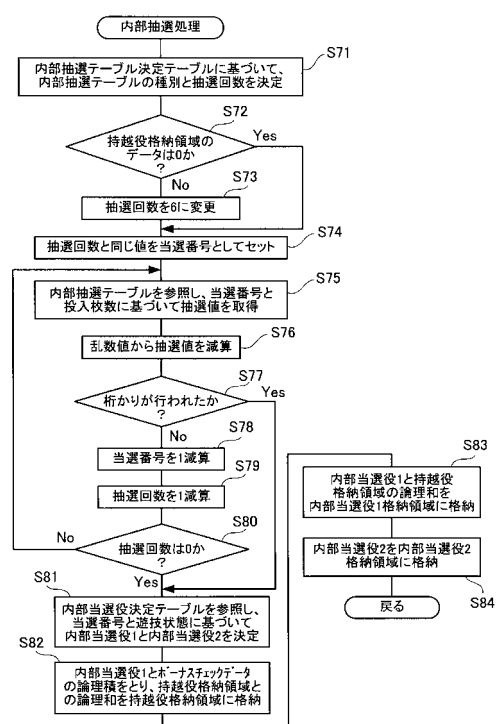 内部抽選処理
S71
内部抽選テーブル決定テーブルに基づいて、
内部抽選テーブルの種別と抽選回数を決定
S72
持越役格納領域の
データは0か
?
Yes
No
S73
抽選回数を6に変更
S74
抽選回数と同じ値を当選番号としてセット
S75
内部抽選テーブルを参照し、当選番号と
投入枚数に基づいて抽選値を取得
S76
乱数値から抽選値を減算
S77
桁かりが行われたか
?
Yes
No
S78
当選番号を1減算
S79
抽選回数を1減算
S80
抽選回数は0か?
No
Yes
S81
内部当選役決定テーブルを参照し、
当選番号と遊技状態に基づいて
内部当選役1と内部当選役2を決定
S82
内部当選役1とボーナスチェックデータ
の論理積をとり、持越役格納領域と
の論理和を持越役格納領域に格納
S83
内部当選役1と持越役
格納領域の論理和を
内部当選役1格納領域に格納
内部当選役2を内部当選役2
格納領域に格納
S84
戻る